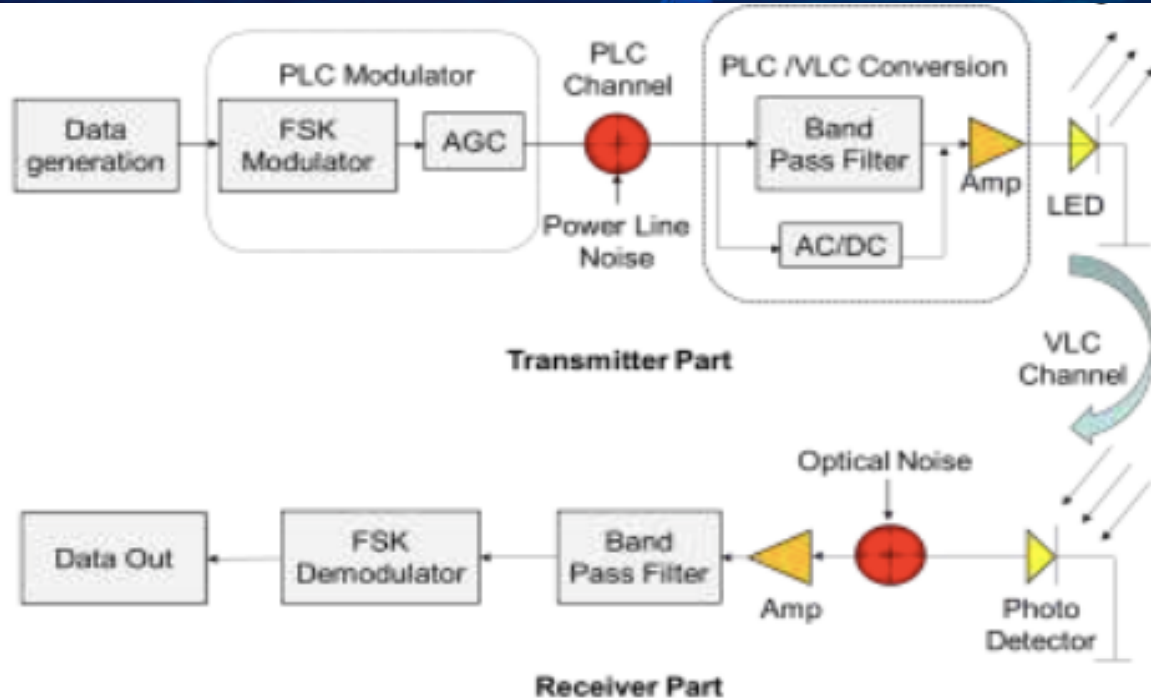 PLC Modulator
PLC
Channel
PLC /VLC Conversion
Data
generation
FSK
Modulator
AGC
Band
Pass Filter
Amp
LED
Power Line
Noise
AC/DC
Transmitter Part
VLC
Channel
Optical Noise
Data Out
FSK
Demodulator
Band
Pass Filter
Amp
Photo
Detector
Receiver Part